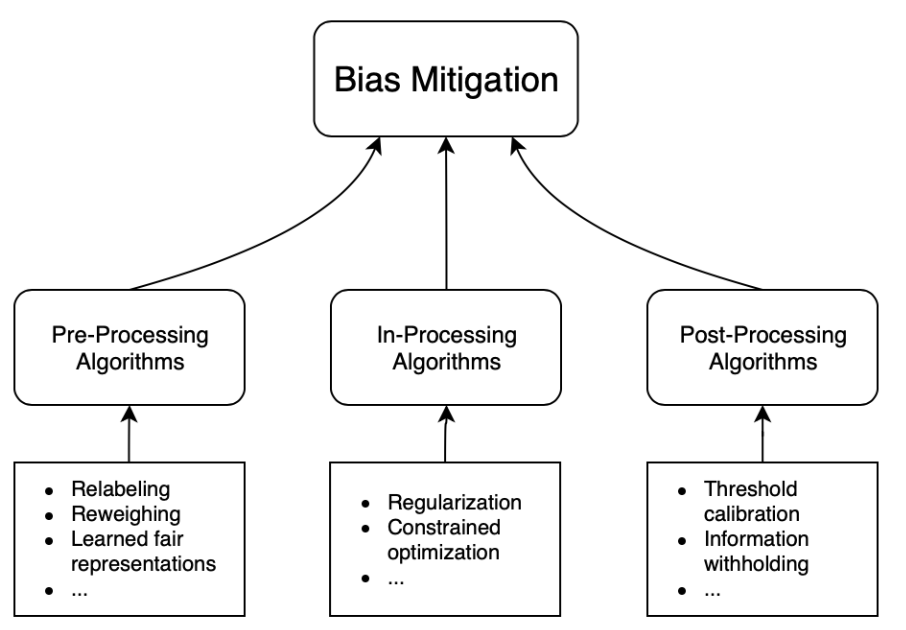 Bias Mitigation
Pre-Processing
Algorithms
In-Processing
Algorithms
Post-Processing
Algorithms
• Relabeling
• Reweighing
• Learned fair
representations
• ...
• Regularization
• Constrained
optimization
• ...
• Threshold
calibration
• Information
withholding
• ...